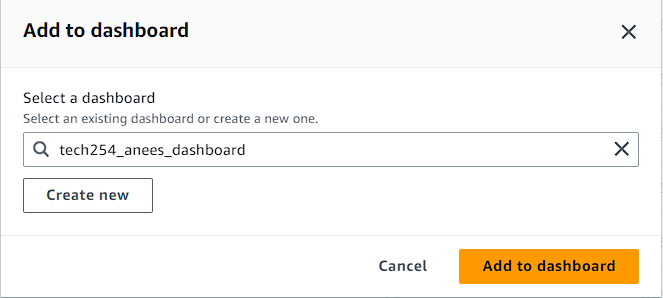 Add to dashboard
Select a dashboard
Select an existing dashboard or create a new one.
tech254_anees_dashboard
Create new
Cancel Add to dashboard